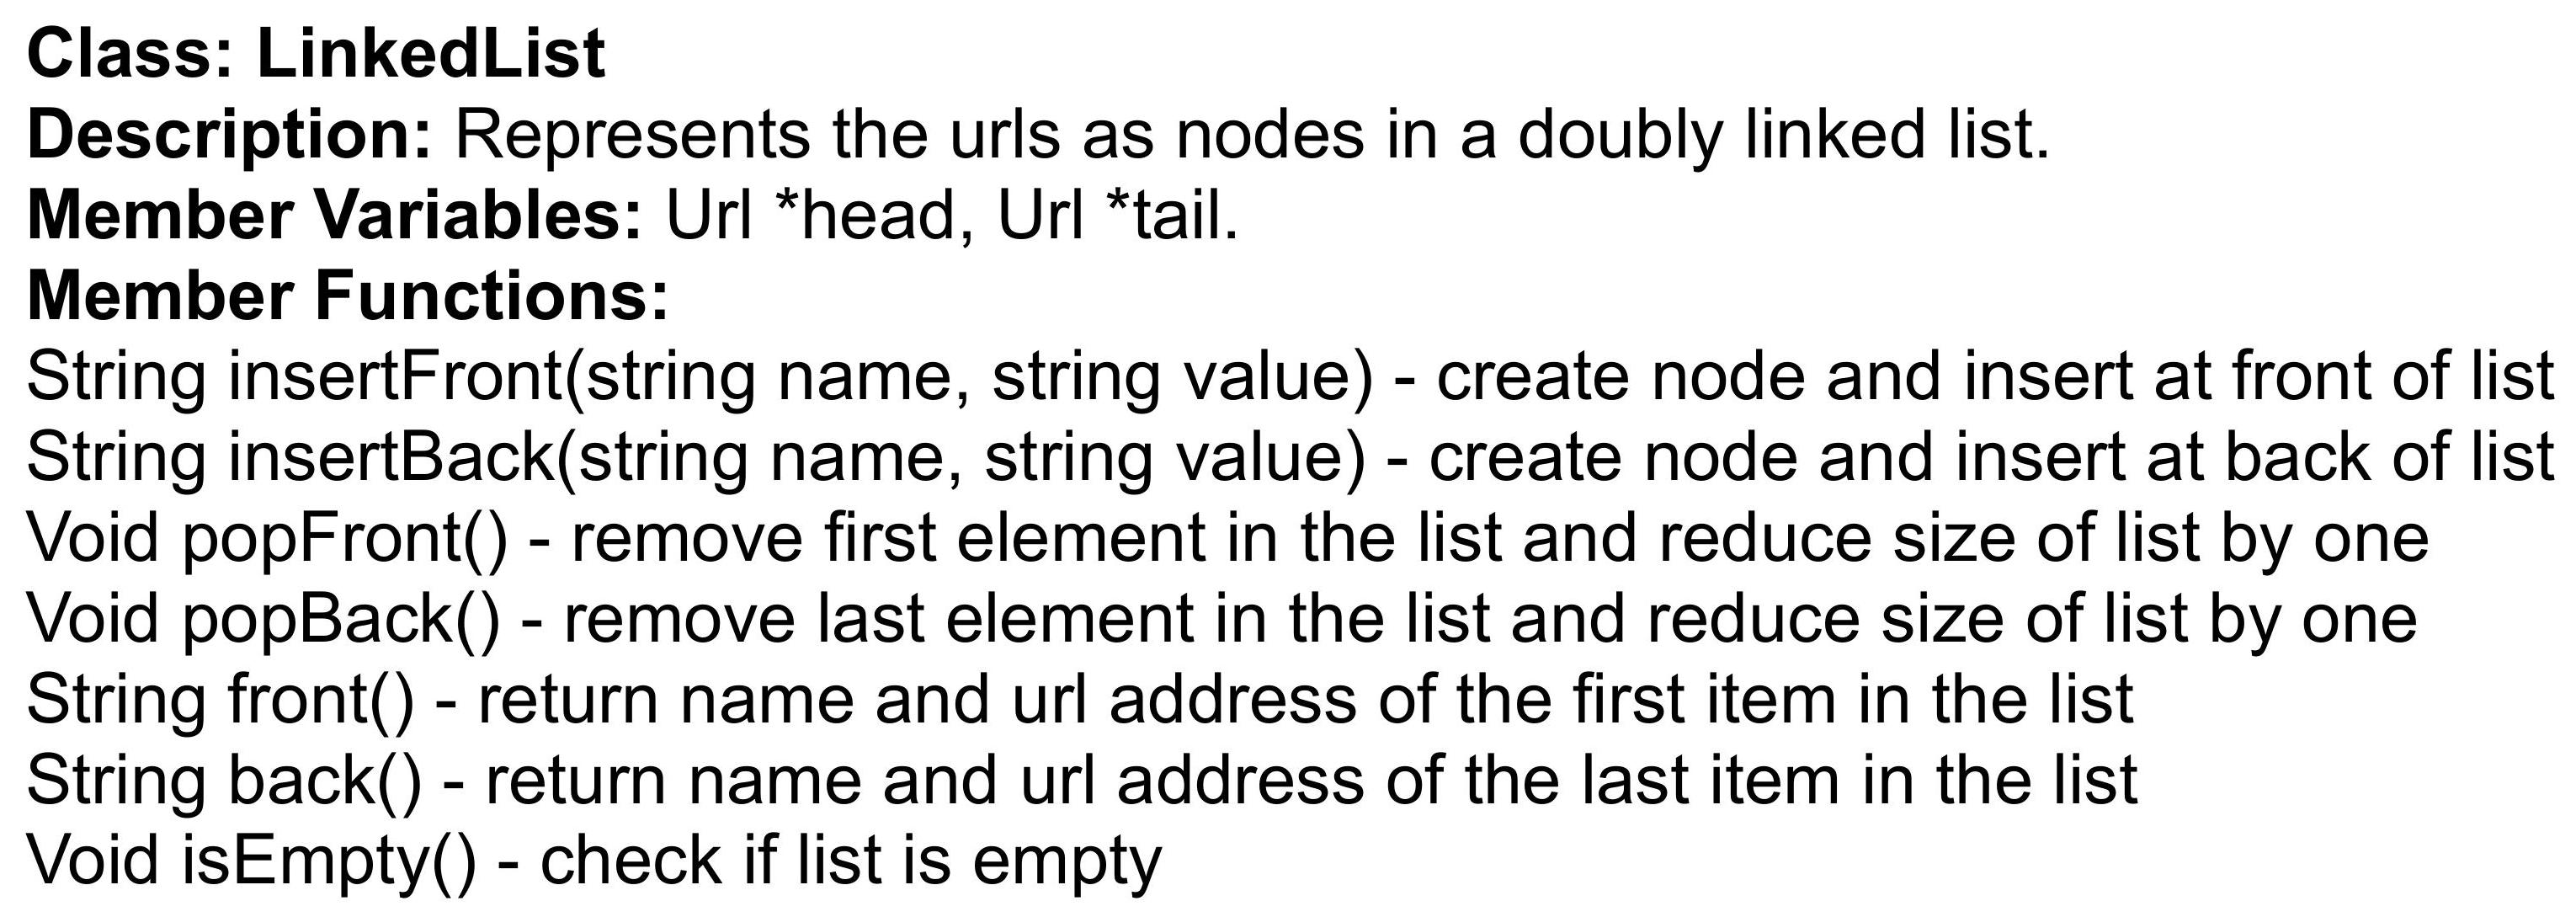 Class: LinkedList
Description: Represents the urls as nodes in a doubly linked list.
Member Variables: Url *head, Url *tail.
Member Functions:
String insertFront(string name, string value) - create node and insert at front of list
String insertBack(string name, string value) - create node and insert at back of list
Void popFront() - remove first element in the list and reduce size of list by one
Void popBack() - remove last element in the list and reduce size of list by one
String front() - return name and url address of the first item in the list
String back() - return name and url address of the last item in the list
Void isEmpty() - check if list is empty